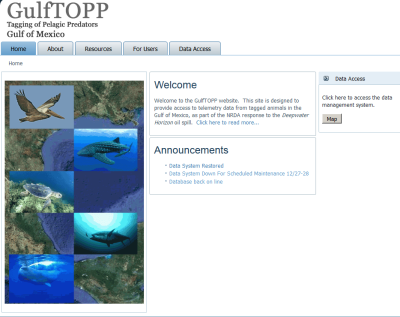 GulfTOPP
Tagging of Pelagic Predators
Gulf of Mexico
Home
About
Resources
For Users
Data Access
Home
Welcome
Welcome to the GulfTOPP website. This site is designed to
provide access to telemetry data from tagged animals in the
Gulf of Mexico, as part of the NRDA response to the Deepwater
Horizon oil spill. Click here to read more...
Announcements
Data System Restored
Data System Down For Scheduled Maintenance 12/27-28
Database back on line
Data Access
Click here to access the data
management system.
Map